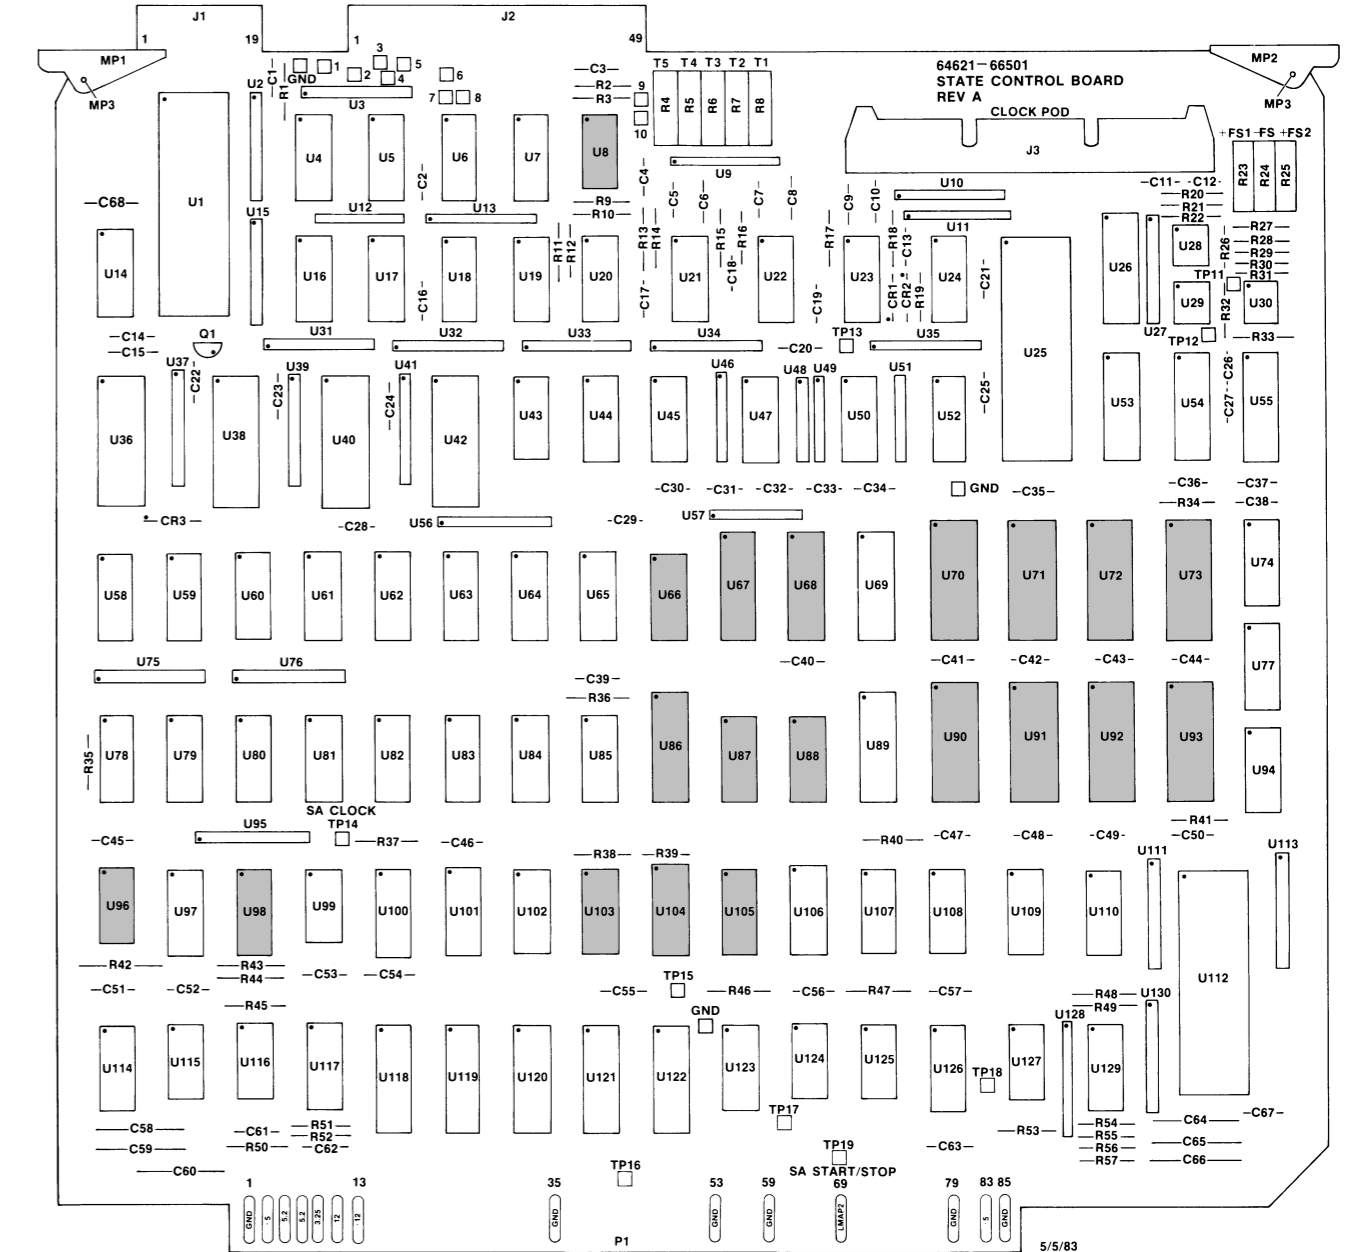 J1
J2
1
19
1
49
MP1
MP3
C1
GND
1
2
3
4
5
6
7
8
R1
U2
U3
C3
R2
R3
9
10
T5 T4 T3 T2 T1
R4 R5 R6 R7 R8
64621-66501
STATE CONTROL BOARD
REV A
CLOCK POD
J3
MP2
MP3
+FS1 -FS +FS2
R23 R24 R25
U1
U4 U5 C2 U6 U7 U8
C4
U9
C5 C6 C7 C8 C9 C10
U10
C11 C12
R20
R21
R22
C68
U15
U12 U13
R9
R10
R11 R12 R13 R14 R15 R16 R17 R18
C13
U11
U14 U16 U17 C16 U18 U19 U20 C17 U21 C18 U22 C19 U23 CR1 CR2 R19 U24 C21 U25
U26 U27 U28 R26
R27
R28
R29
R30
R31
TP11
U29 R32 U30
TP12
R33
C14
C15
Q1
U31 U32 U33 U34
C20
TP13
U35
U37 C22 C23 U39 C24 U41
U46 U48 U49 U51
C25
C26
C27
U36 U38 U40 U42 U43 U44 U45 U47 U50 U52 U53 U54 U55
C30 C31 C32 C33 C34
GND
C35
C36 C37
R34 C38
CR3
C28
U56
C29
U57
U58 U59 U60 U61 U62 U63 U64 U65 U66 U67 U68 U69 U70 U71 U72 U73 U74
U75 U76
C39
R36
C40 C41 C42 C43 C44
U77
R35
U78 U79 U80 U81 U82 U83 U84 U85 U86 U87 U88 U89 U90 U91 U92 U93 U94
SA CLOCK
TP14
C45
U95
R37
C46
R38 R39
R40
C47 C48 C49 C50
R41
U111 U113
U96 U97 U98 U99 U100 U101 U102 U103 U104 U105 U106 U107 U108 U109 U110
U112
R42
R43
R44
C51 C52 C53 C54
R45
C55
TP15
R46
C56
R47
C57
R48
R49
U130
U128
GND
U114 U115 U116 U117 U118 U119 U120 U121 U122 U123 U124 U125 U126 U127 U129
TP18
TP17
C58
C59
C60
C61
R50
R51
R52
C62
TP16
TP19
SA START/STOP
C63
R53
R54
R55
R56
R57
C64
C65
C66
C67
1 13 35 53 59 69 79 83 85
GND -5 5.2 5.2 3.25 12 -12 GND GND GND LMAP2 GND -5 GND
P1
5/5/83